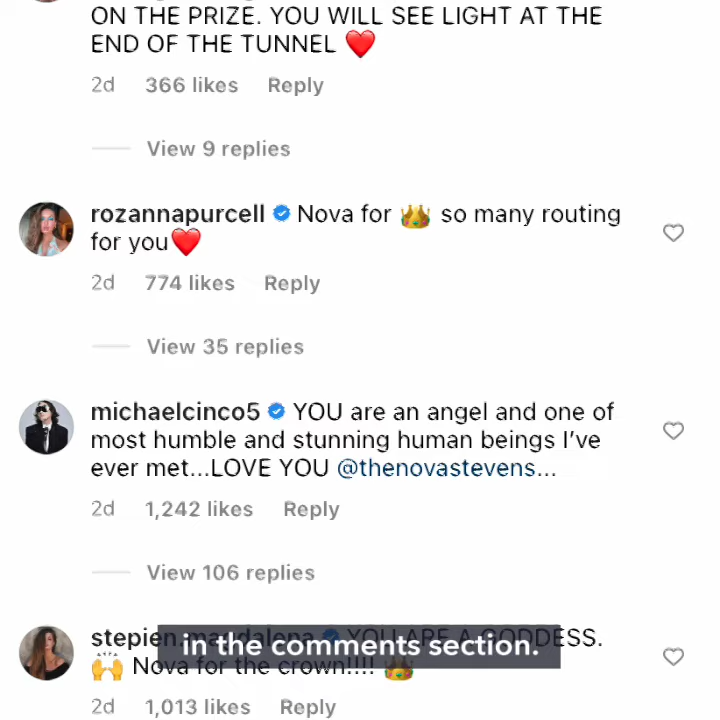 ON THE PRIZE. YOU WILL SEE LIGHT AT THE
END OF THE TUNNEL ❤️
2d 366 likes Reply
View 9 replies
rozannapurcell Nova for 👑 so many routing
for you❤️
2d 774 likes Reply
View 35 replies
michaelcinco5 YOU are an angel and one of
most humble and stunning human beings I've
ever met...LOVE YOU @thenovastevens...
2d 1,242 likes Reply
View 106 replies
stepien.magdalena YOU ARE A GODDESS.
in the comments section.
🙌 Nova for the crown!!!! 👑
2d 1,013 likes Reply